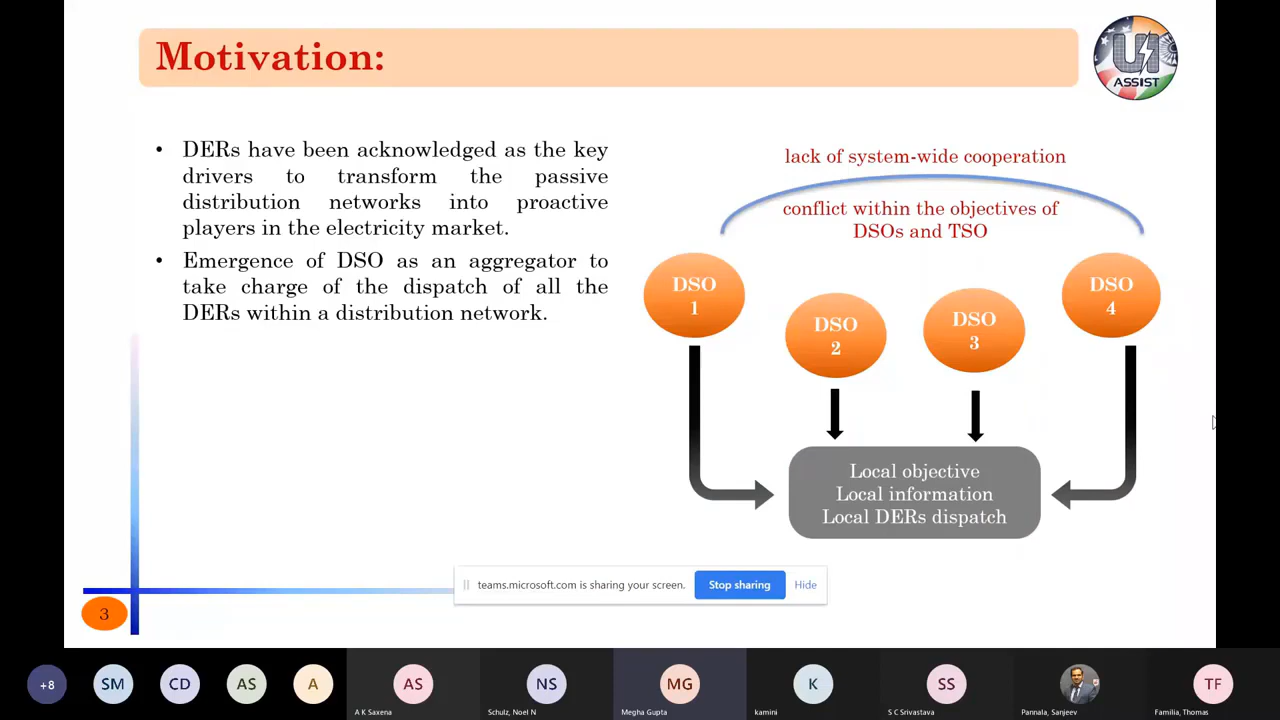 Motivation:
UI
ASSIST
• DERs have been acknowledged as the key
drivers to transform the passive
distribution networks into proactive
players in the electricity market.
• Emergence of DSO as an aggregator to
take charge of the dispatch of all the
DERs within a distribution network.
lack of system-wide cooperation
conflict within the objectives of
DSOs and TSO
DSO
1
DSO
2
DSO
3
DSO
4
Local objective
Local information
Local DERs dispatch
teams.microsoft.com is sharing your screen.
Stop sharing
Hide
3
+8
SM
CD
AS
A
AS
A K Saxena
NS
Schulz, Noel N
MG
Megha Gupta
K
kamini
SS
S C Srivastava
Pannala, Sanjeev
TF
Familia, Thomas